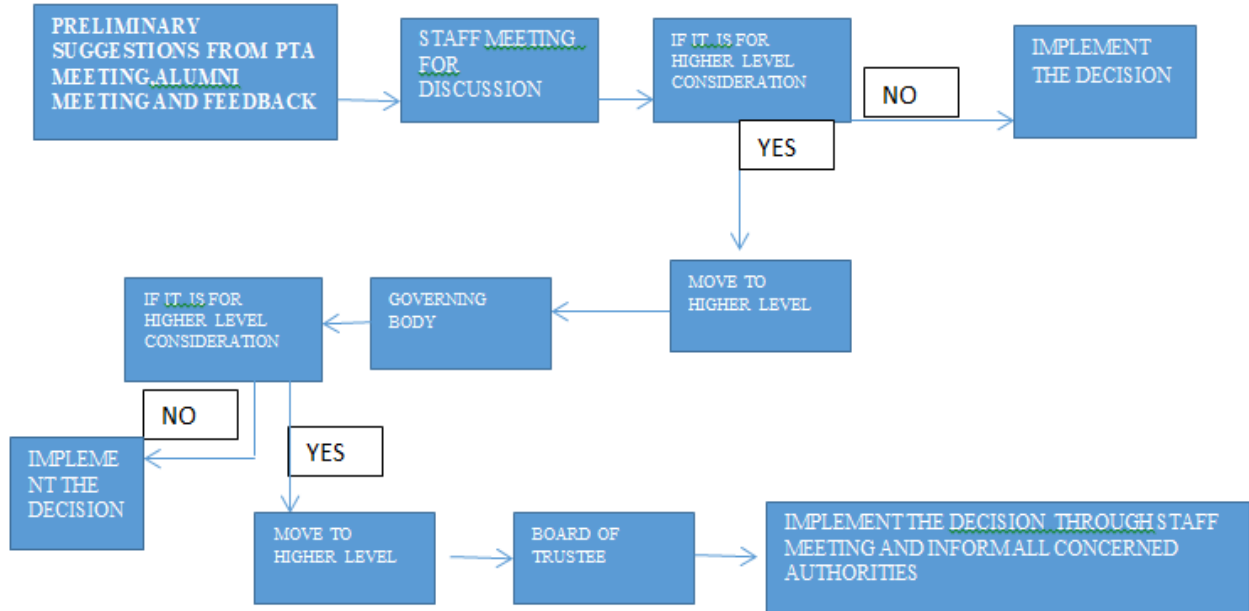 PRELIMINARY
SUGGESTIONS FROM PTA
MEETING,ALUMNI
MEETING AND FEEDBACK
STAFF MEETING
FOR
DISCUSSION
IF IT IS FOR
HIGHER LEVEL
CONSIDERATION
NO
IMPLEMENT
THE DECISION
YES
MOVE TO
HIGHER LEVEL
GOVERNING
BODY
IF IT IS FOR
HIGHER LEVEL
CONSIDERATION
NO
IMPLEME
NT THE
DECISION
YES
MOVE TO
HIGHER LEVEL
BOARD OF
TRUSTEE
IMPLEMENT THE DECISION THROUGH STAFF
MEETING AND INFORM ALL CONCERNED
AUTHORITIES